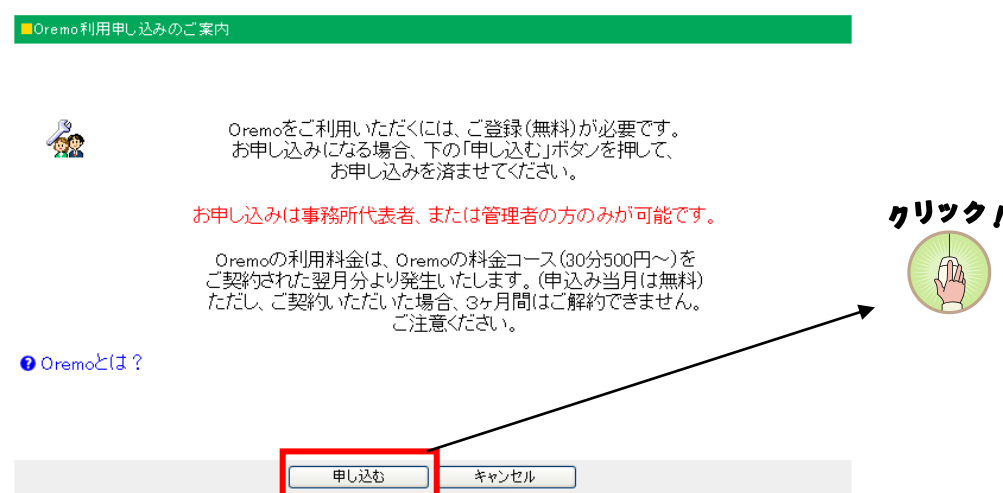 ■Oremo利用申し込みのご案内
Oremoをご利用いただくには、ご登録(無料)が必要です。
お申し込みになる場合、下の「申し込む」ボタンを押して、
お申し込みを済ませてください。
お申し込みは事務所代表者、または管理者の方のみが可能です。
クリック!
Oremoの利用料金は、Oremoの料金コース(30分500円～)を
ご契約された翌月分より発生いたします。(申込み当月は無料)
ただし、ご契約いただいた場合、3ヶ月間はご解約できません。
ご注意ください。
? Oremoとは?
申し込む
キャンセル